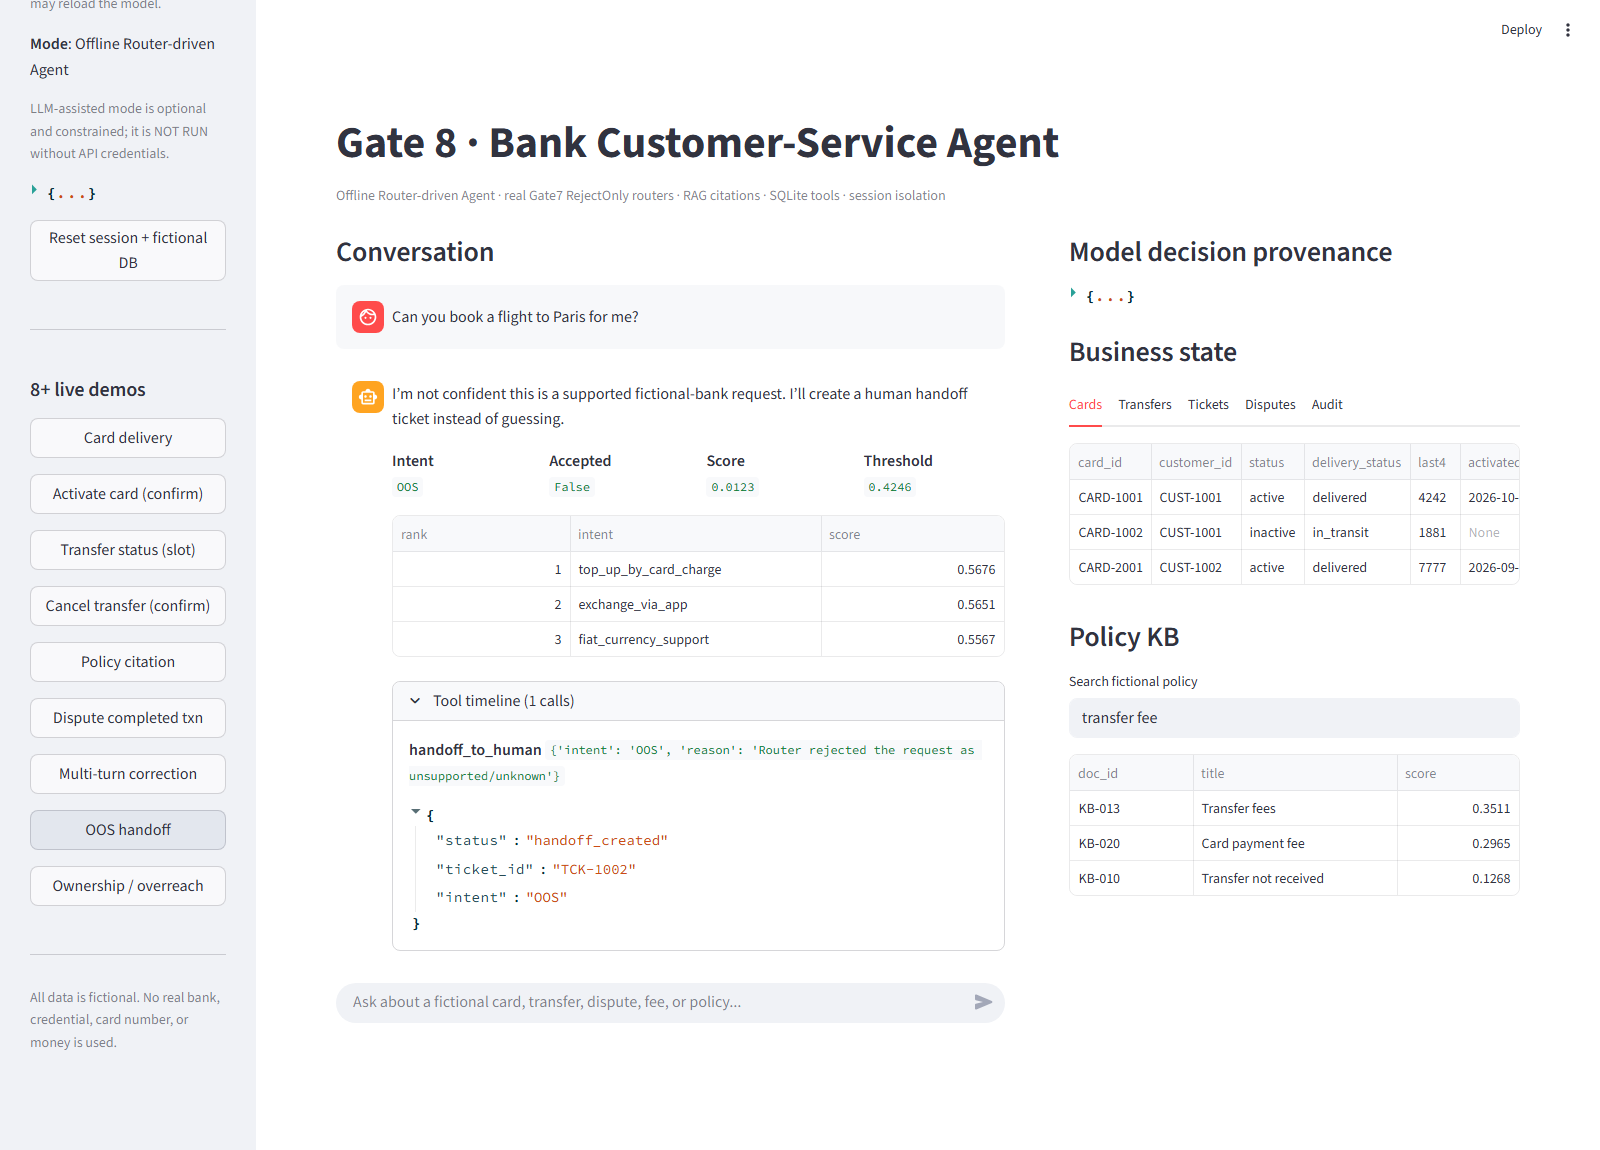 may reload the model.
Mode: Offline Router-driven
Agent
LLM-assisted mode is optional
and constrained; it is NOT RUN
without API credentials.
{...}
Reset session + fictional
DB
8+ live demos
Card delivery
Activate card (confirm)
Transfer status (slot)
Cancel transfer (confirm)
Policy citation
Dispute completed txn
Multi-turn correction
OOS handoff
Ownership / overreach
All data is fictional. No real bank,
credential, card number, or
money is used.
Deploy
Gate 8 · Bank Customer-Service Agent
Offline Router-driven Agent · real Gate7 RejectOnly routers · RAG citations · SQLite tools · session isolation
Conversation
Can you book a flight to Paris for me?
I’m not confident this is a supported fictional-bank request. I’ll create a human handoff
ticket instead of guessing.
Intent Accepted Score Threshold
OOS False 0.0123 0.4246
rank intent score
1 top_up_by_card_charge 0.5676
2 exchange_via_app 0.5651
3 fiat_currency_support 0.5567
Tool timeline (1 calls)
handoff_to_human {'intent': 'OOS', 'reason': 'Router rejected the request as
unsupported/unknown'}
{
"status" : "handoff_created"
"ticket_id" : "TCK-1002"
"intent" : "OOS"
}
Ask about a fictional card, transfer, dispute, fee, or policy...
Model decision provenance
{...}
Business state
Cards Transfers Tickets Disputes Audit
card_id customer_id status delivery_status last4 activated
CARD-1001 CUST-1001 active delivered 4242 2026-10-
CARD-1002 CUST-1001 inactive in_transit 1881 None
CARD-2001 CUST-1002 active delivered 7777 2026-09-
Policy KB
Search fictional policy
transfer fee
doc_id title score
KB-013 Transfer fees 0.3511
KB-020 Card payment fee 0.2965
KB-010 Transfer not received 0.1268